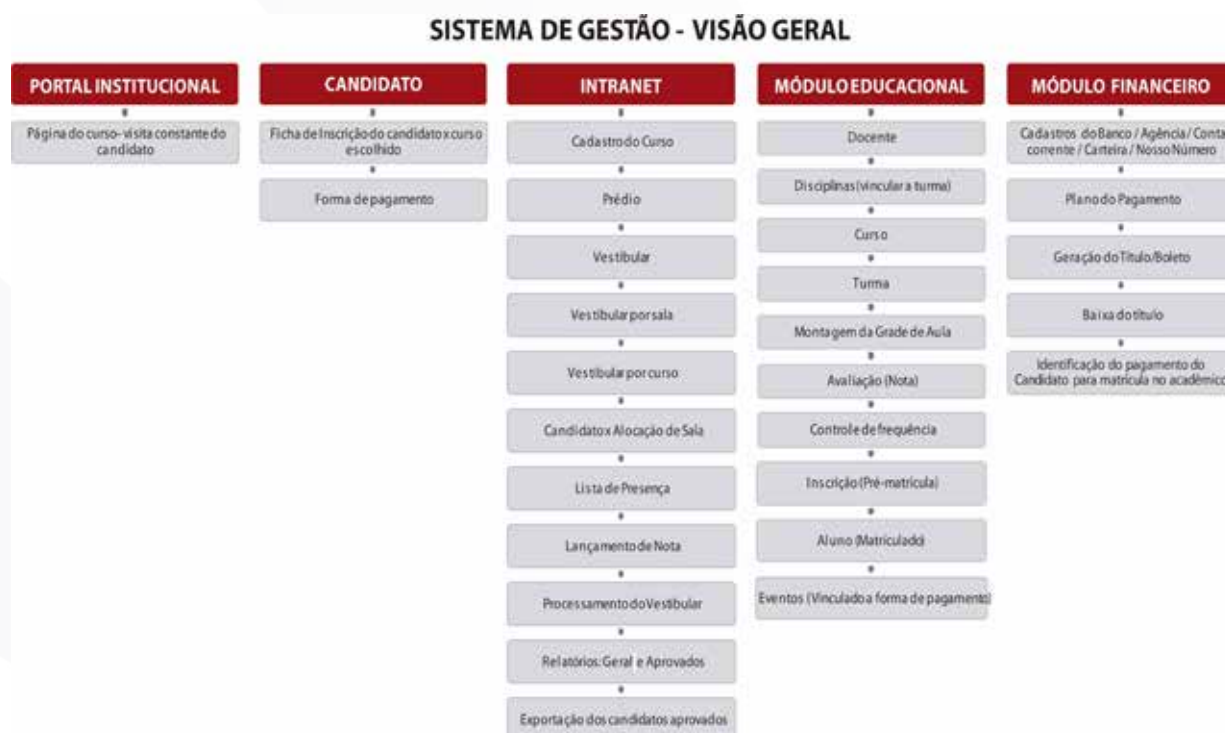 SISTEMA DE GESTÃO - VISÃO GERAL
PORTAL INSTITUCIONAL
Página do curso - visita constante do
candidato
CANDIDATO
Ficha de Inscrição do candidato x curso
escolhido
Forma de pagamento
INTRANET
Cadastro do Curso
Prédio
Vestibular
Vestibular por sala
Vestibular por curso
Candidato x Alocação de Sala
Lista de Presença
Lançamento de Nota
Processamento do Vestibular
Relatórios: Geral e Aprovados
Exportação dos candidatos aprovados
MÓDULO EDUCACIONAL
Docente
Disciplinas (vincular a turma)
Curso
Turma
Montagem da Grade de Aula
Avaliação (Nota)
Controle de frequência
Inscrição (Pré-matrícula)
Aluno (Matriculado)
Eventos (Vinculado a forma de pagamento)
MÓDULO FINANCEIRO
Cadastros do Banco / Agência / Conta
corrente / Carteira / Nosso Número
Plano do Pagamento
Geração do Título/Boleto
Baixa do título
Identificação do pagamento do
Candidato para matrícula no acadêmico